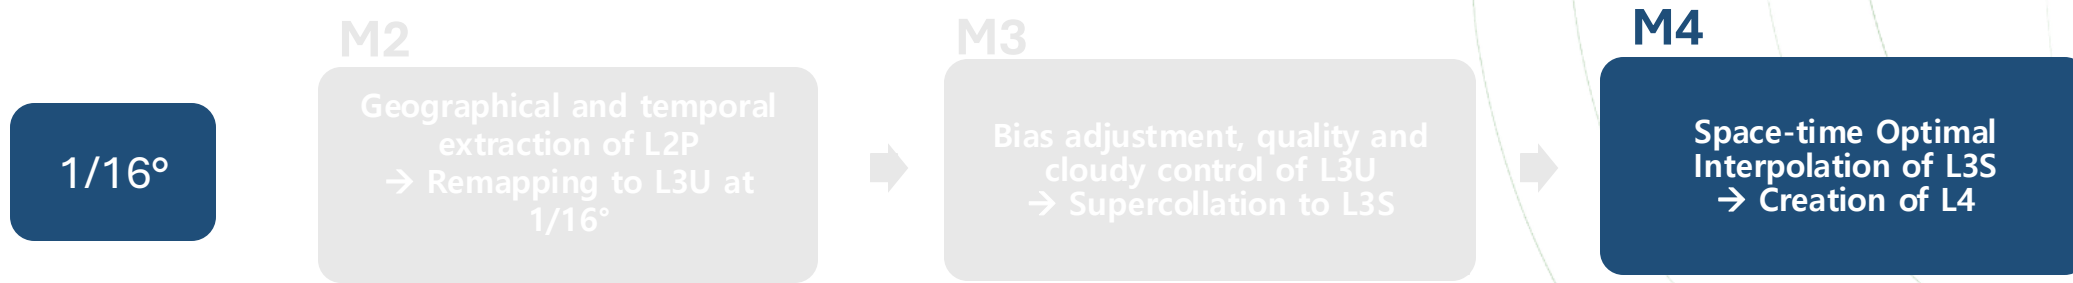 1/16°
M2
Geographical and temporal
extraction of L2P
→ Remapping to L3U at
1/16°
M3
Bias adjustment, quality and
cloudy control of L3U
→ Supercollation to L3S
M4
Space-time Optimal
Interpolation of L3S
→ Creation of L4